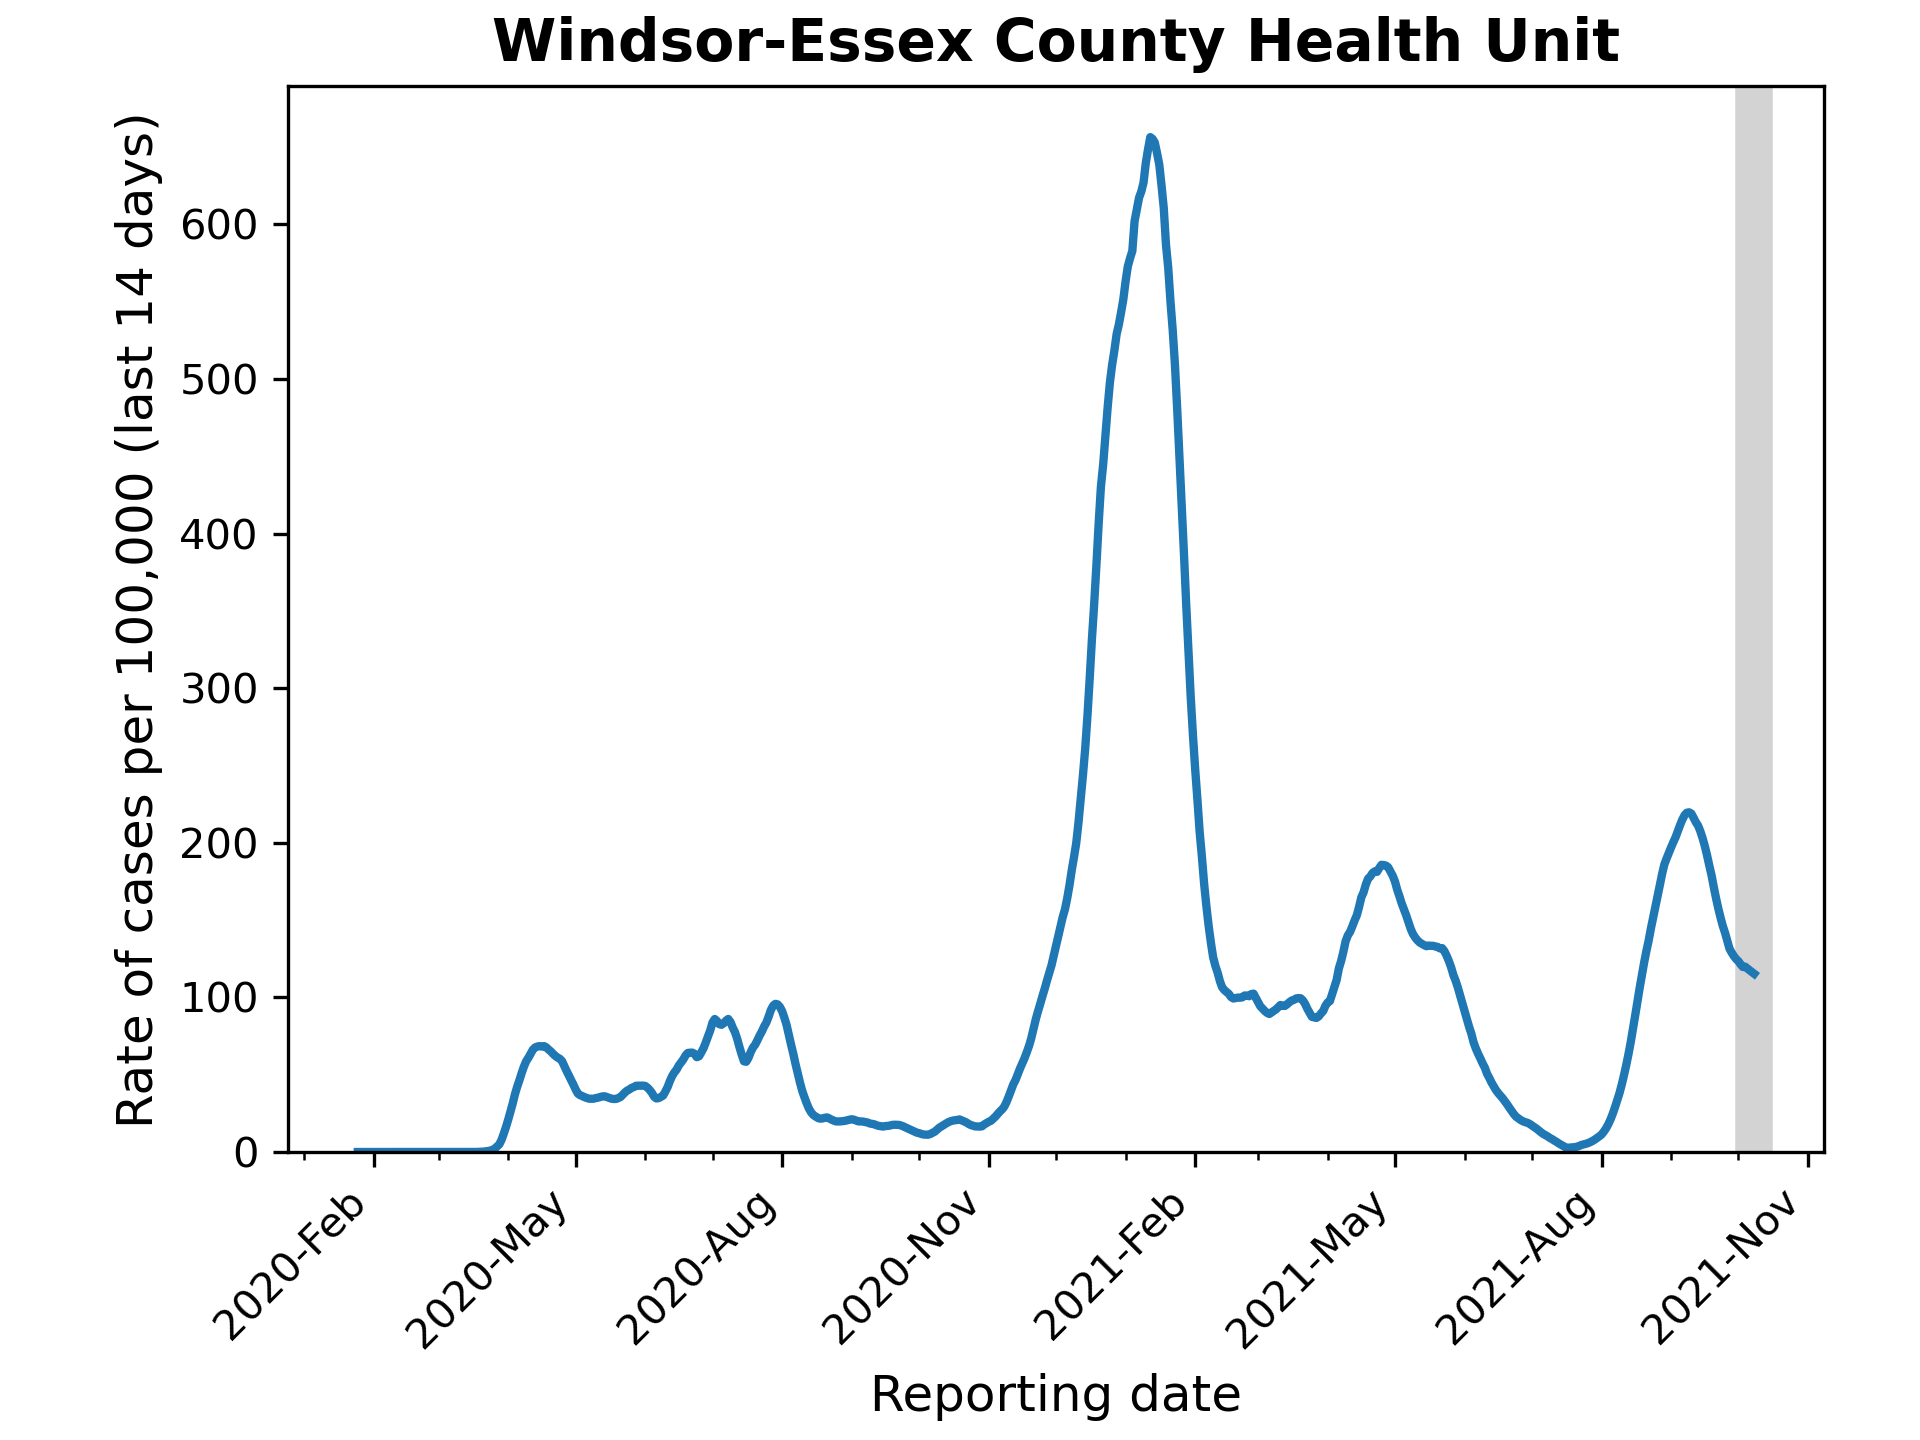 Windsor-Essex County Health Unit
Rate of cases per 100,000 (last 14 days)
600
500
400
300
200
100
0
2020-Feb
2020-May
2020-Aug
2020-Nov
2021-Feb
2021-May
2021-Aug
2021-Nov
Reporting date